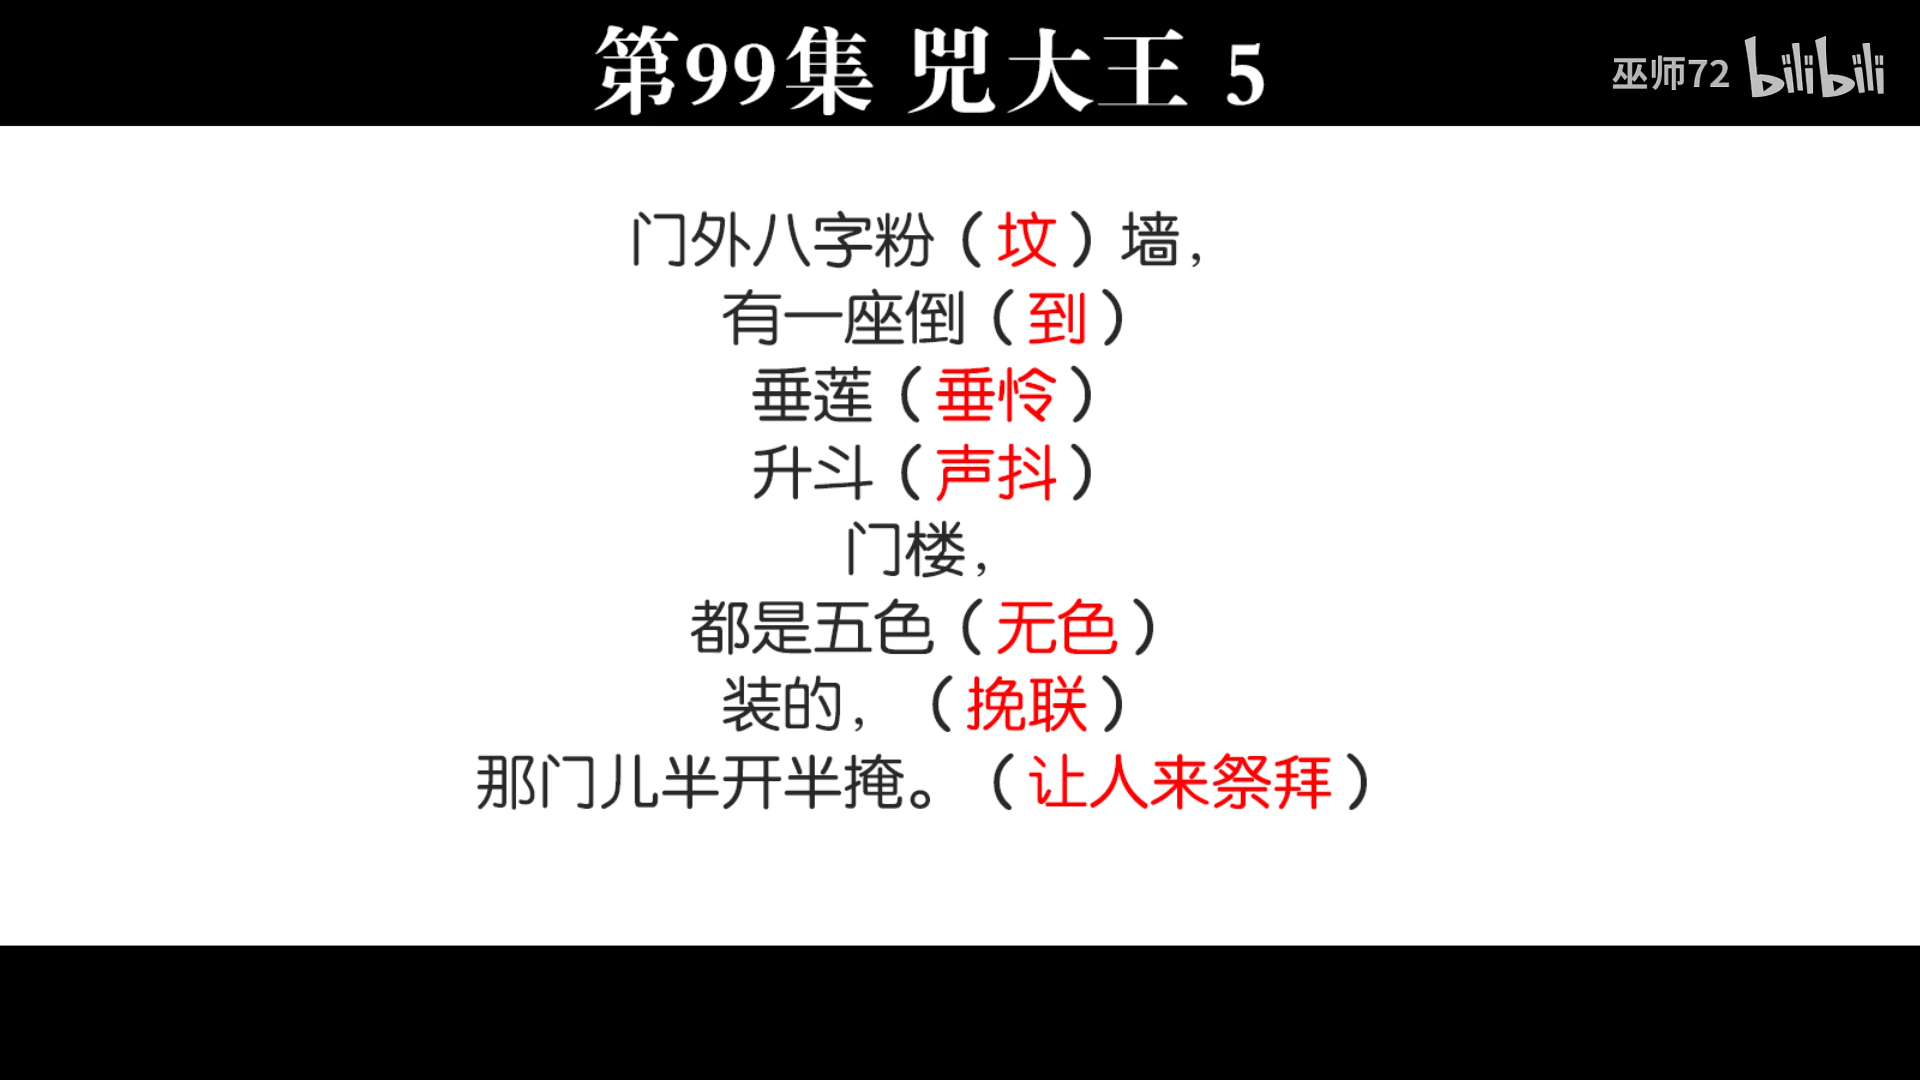 第99集 兕大王 5
巫师72 bilibili
门外八字粉（坟）墙，
有一座倒（到）
垂莲（垂怜）
升斗（声抖）
门楼，
都是五色（无色）
装的，（挽联）
那门儿半开半掩。（让人来祭拜）